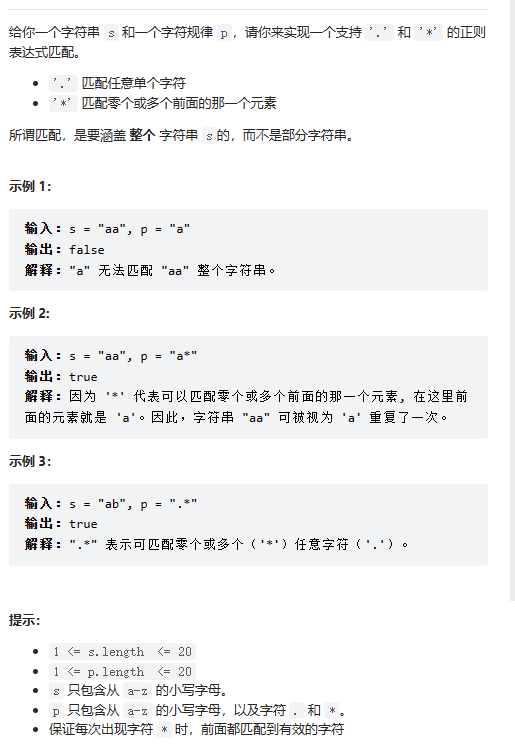 给你一个字符串 s 和一个字符规律 p，请你来实现一个支持 '.' 和 '*' 的正则
表达式匹配。
'.' 匹配任意单个字符
'*' 匹配零个或多个前面的那一个元素
所谓匹配，是要涵盖 整个 字符串 s 的，而不是部分字符串。
示例 1：
输入：s = "aa", p = "a"
输出：false
解释："a" 无法匹配 "aa" 整个字符串。
示例 2:
输入：s = "aa", p = "a*"
输出：true
解释：因为 '*' 代表可以匹配零个或多个前面的那一个元素, 在这里前
面的元素就是 'a'。因此，字符串 "aa" 可被视为 'a' 重复了一次。
示例 3：
输入：s = "ab", p = ".*"
输出：true
解释：".*" 表示可匹配零个或多个（'*'）任意字符（'.'）。
提示：
1 <= s.length <= 20
1 <= p.length <= 20
s 只包含从 a-z 的小写字母。
p 只包含从 a-z 的小写字母，以及字符 . 和 *。
保证每次出现字符 * 时，前面都匹配到有效的字符